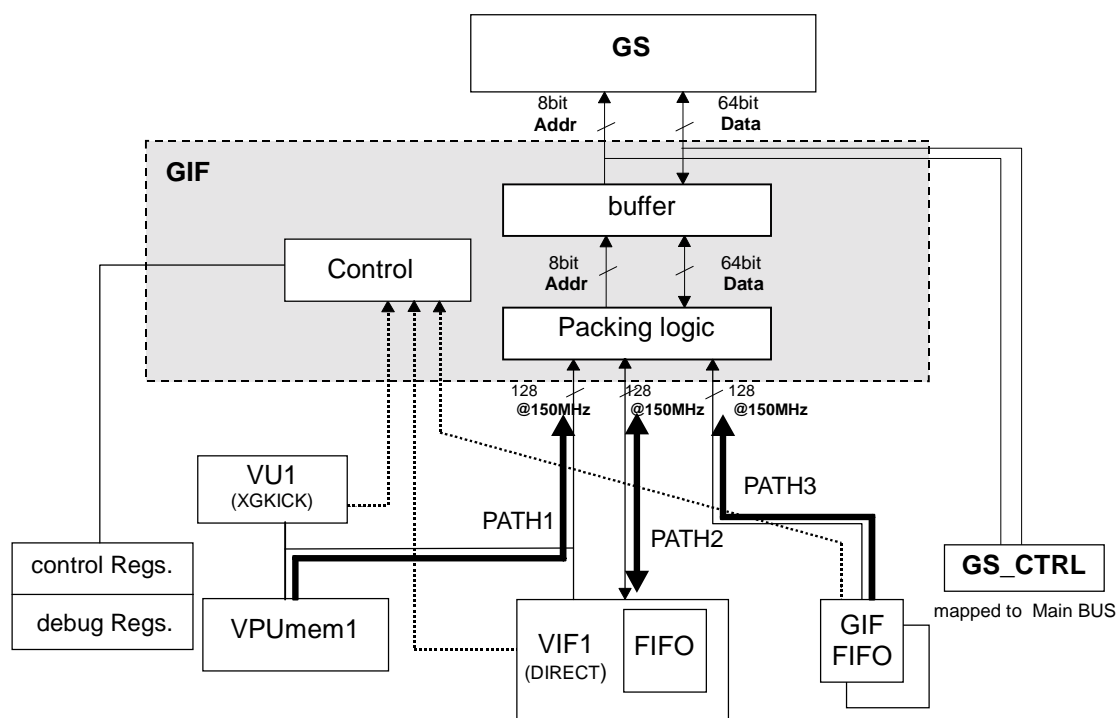 GS
8bit
Addr
64bit
Data
GIF
buffer
Control
8bit
Addr
64bit
Data
Packing logic
128
@150MHz
128
@150MHz
128
@150MHz
VU1
(XGKICK)
PATH1
PATH2
PATH3
control Regs.
debug Regs.
VPUmem1
VIF1
(DIRECT)
FIFO
GIF
FIFO
GS_CTRL
mapped to Main BUS